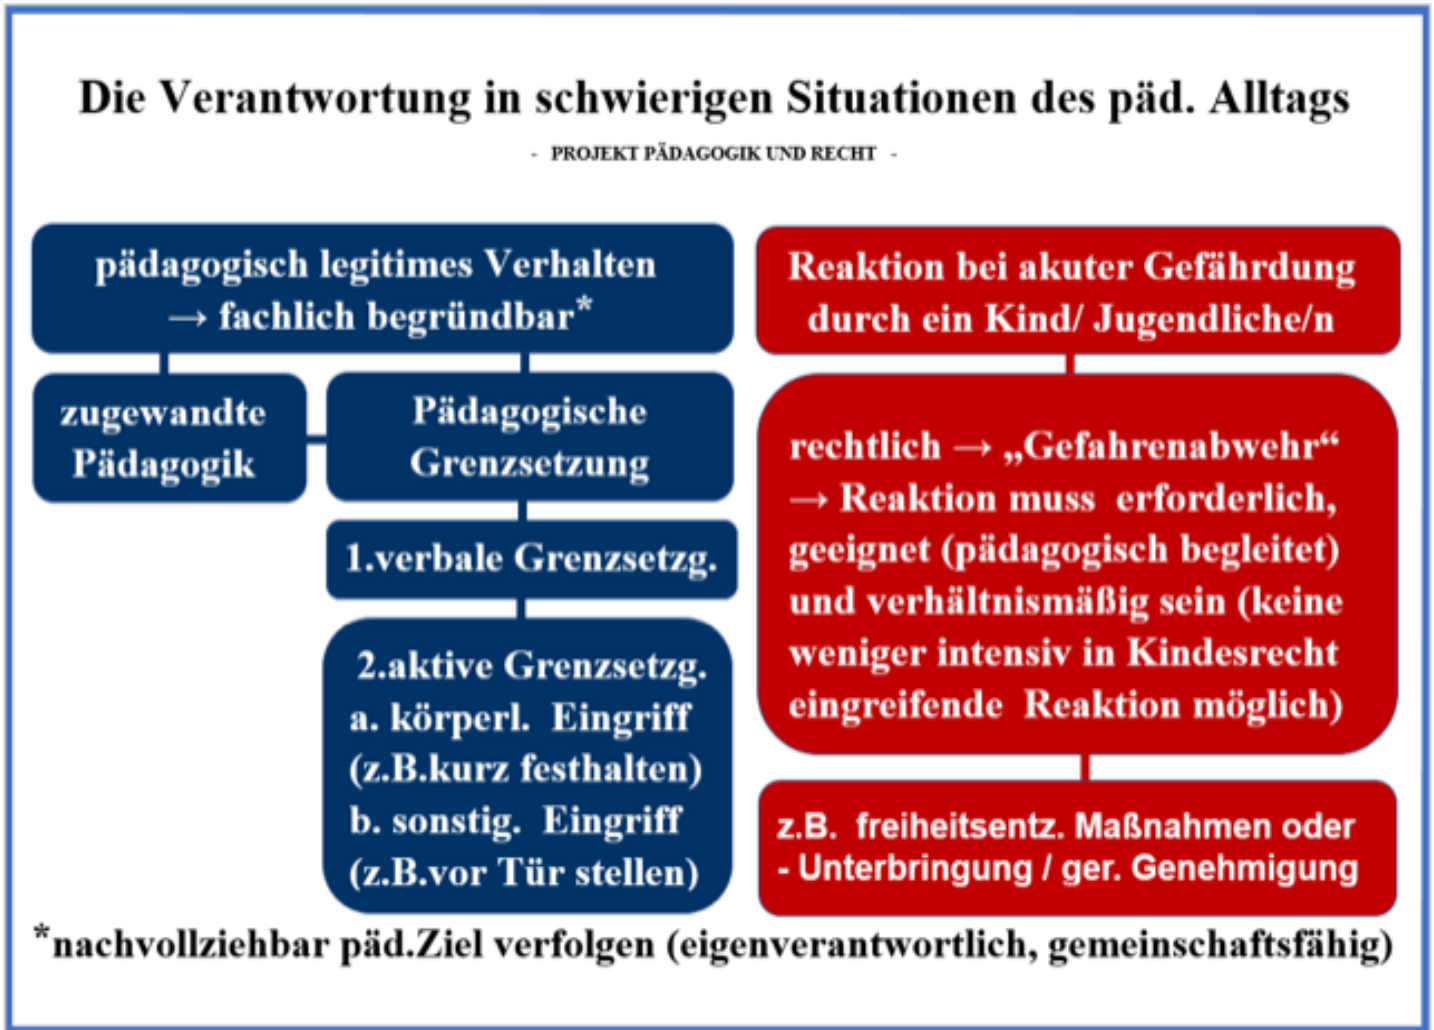 Die Verantwortung in schwierigen Situationen des päd. Alltags
- PROJEKT PÄDAGOGIK UND RECHT -
pädagogisch legitimes Verhalten
→ fachlich begründbar*
zugewandte
Pädagogik
Pädagogische
Grenzsetzung
1.verbale Grenzsetzg.
2.aktive Grenzsetzg.
a. körperl. Eingriff
(z.B.kurz festhalten)
b. sonstig. Eingriff
(z.B.vor Tür stellen)
Reaktion bei akuter Gefährdung
durch ein Kind/ Jugendliche/n
rechtlich → „Gefahrenabwehr“
→ Reaktion muss erforderlich,
geeignet (pädagogisch begleitet)
und verhältnismäßig sein (keine
weniger intensiv in Kindesrecht
eingreifende Reaktion möglich)
z.B. freiheitsentz. Maßnahmen oder
- Unterbringung / ger. Genehmigung
*nachvollziehbar päd.Ziel verfolgen (eigenverantwortlich, gemeinschaftsfähig)